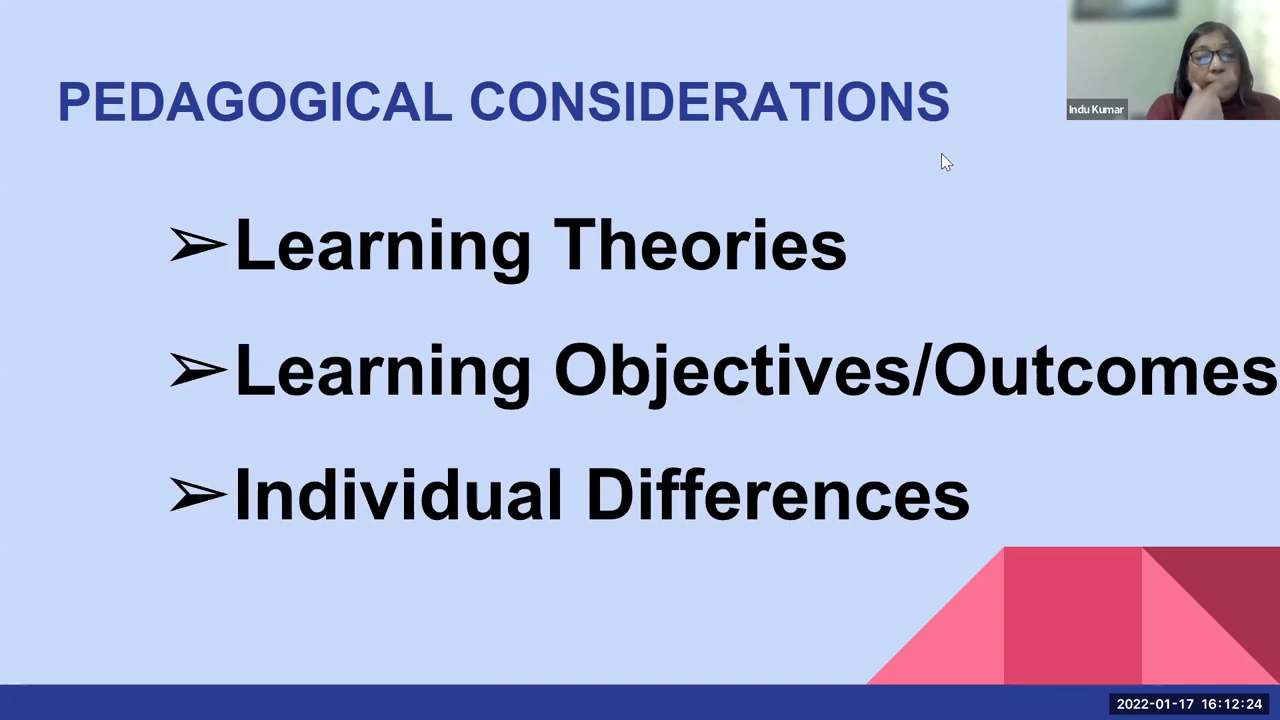 PEDAGOGICAL CONSIDERATIONS
Indu Kumar
➢Learning Theories
➢Learning Objectives/Outcomes
➢Individual Differences
2022-01-17 16:12:24